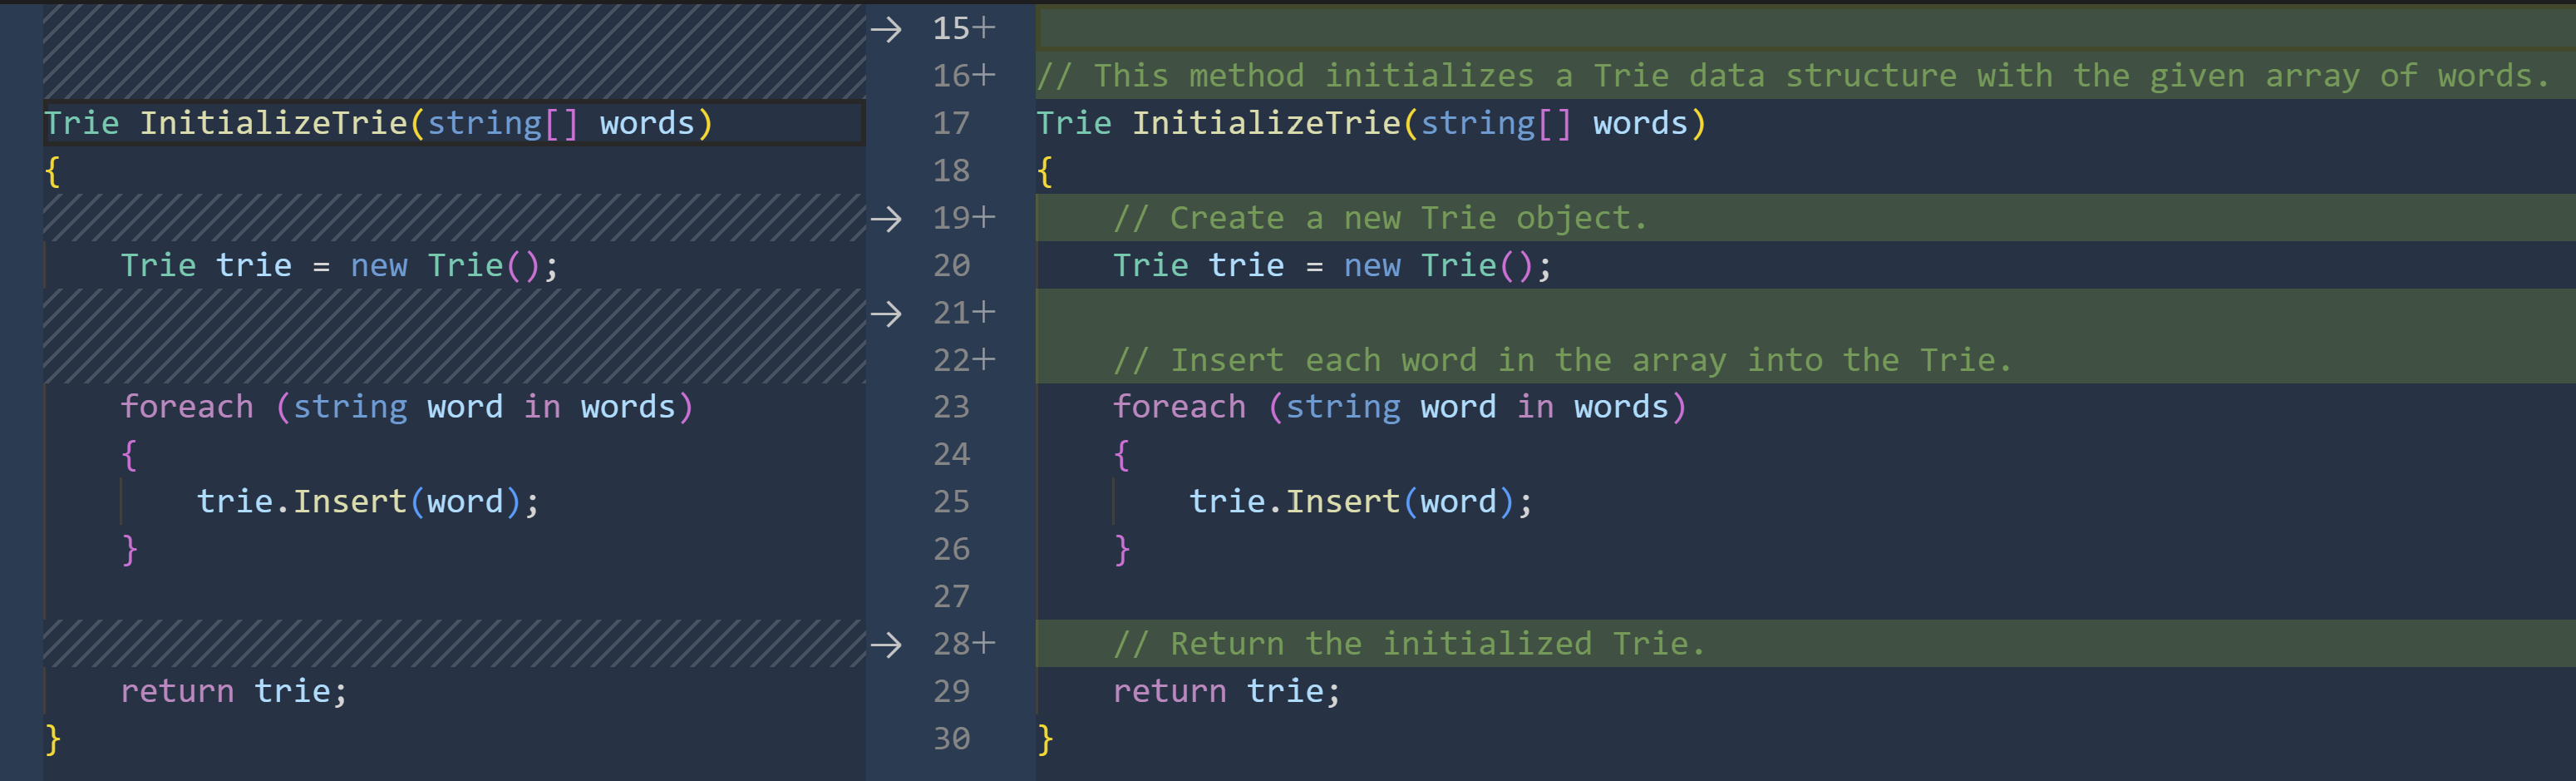 Trie InitializeTrie(string[] words)
{
    Trie trie = new Trie();
    foreach (string word in words)
    {
        trie.Insert(word);
    }
    return trie;
}
→ 15+
16+ // This method initializes a Trie data structure with the given array of words.
17 Trie InitializeTrie(string[] words)
18 {
→ 19+     // Create a new Trie object.
20     Trie trie = new Trie();
→ 21+
22+     // Insert each word in the array into the Trie.
23     foreach (string word in words)
24     {
25         trie.Insert(word);
26     }
27
→ 28+     // Return the initialized Trie.
29     return trie;
30 }